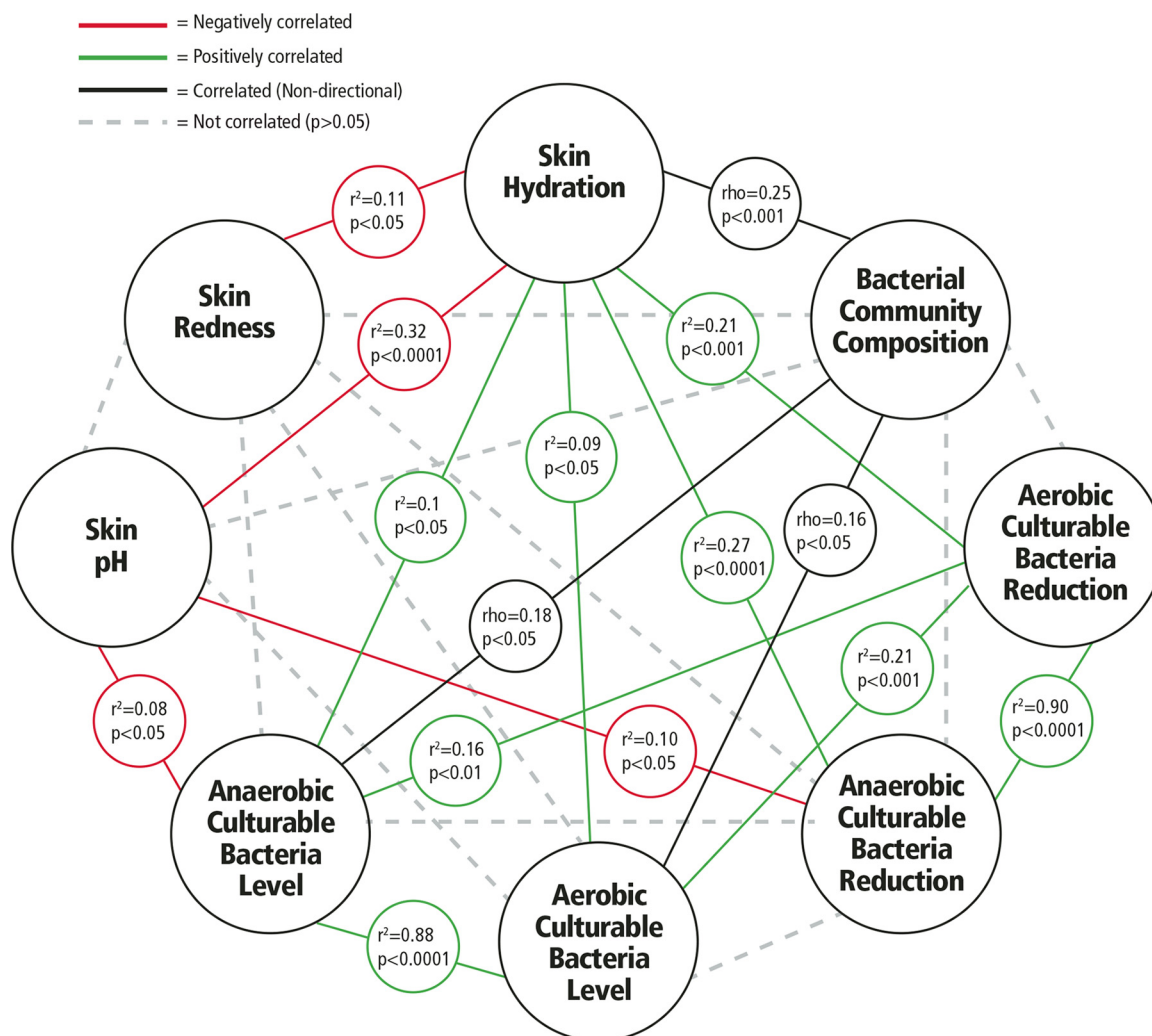 = Negatively correlated
= Positively correlated
= Correlated (Non-directional)
= Not correlated (p>0.05)
Skin
Hydration
r²=0.11
p<0.05
rho=0.25
p<0.001
Skin
Redness
Bacterial
Community
Composition
r²=0.32
p<0.0001
r²=0.21
p<0.001
r²=0.09
p<0.05
r²=0.1
p<0.05
rho=0.16
p<0.05
r²=0.27
p<0.0001
Skin
pH
Aerobic
Culturable
Bacteria
Reduction
rho=0.18
p<0.05
r²=0.21
p<0.001
r²=0.08
p<0.05
r²=0.90
p<0.0001
r²=0.16
p<0.01
r²=0.10
p<0.05
Anaerobic
Culturable
Bacteria
Level
Anaerobic
Culturable
Bacteria
Reduction
Aerobic
Culturable
Bacteria
Level
r²=0.88
p<0.0001